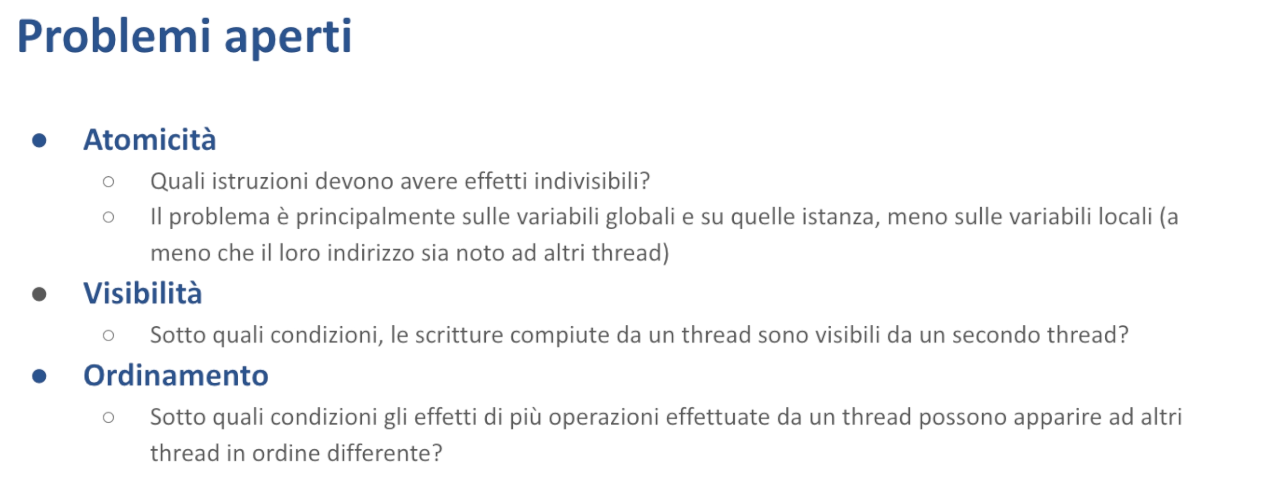 Problemi aperti
● Atomicità
○ Quali istruzioni devono avere effetti indivisibili?
○ Il problema è principalmente sulle variabili globali e su quelle istanza, meno sulle variabili locali (a
meno che il loro indirizzo sia noto ad altri thread)
● Visibilità
○ Sotto quali condizioni, le scritture compiute da un thread sono visibili da un secondo thread?
● Ordinamento
○ Sotto quali condizioni gli effetti di più operazioni effettuate da un thread possono apparire ad altri
thread in ordine differente?